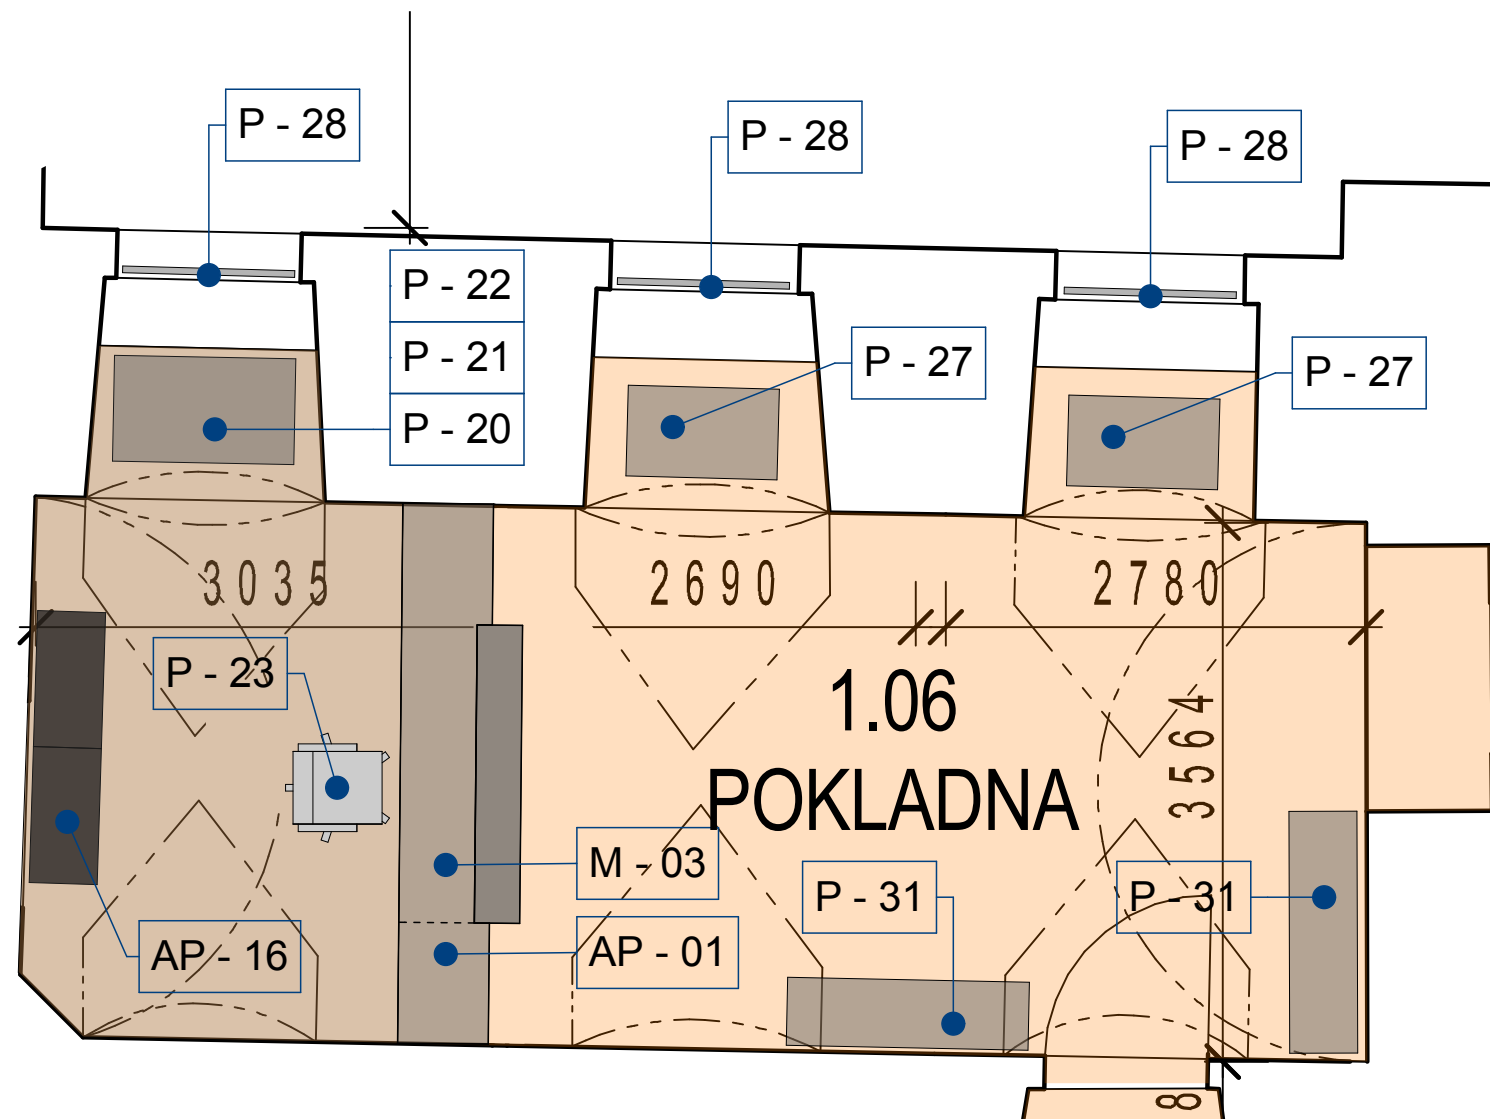 P - 28
P - 28
P - 28
P - 22
P - 21
P - 20
P - 27
P - 27
3035
2690
2780
P - 23
1.06
POKLADNA
3564
M - 03
P - 31
P - 31
AP - 16
AP - 01
8